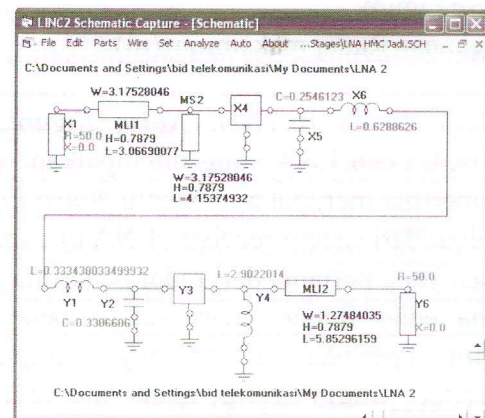 LINC2 Schematic Capture - [Schematic]
File Edit Parts Wire Set Analyze Auto About ...Stages\LNA HMC Jadi.SCH
C:\Documents and Settings\bid telekomunikasi\My Documents\LNA 2
W=3.17528046
MS2
X4
C=0.2546123
X6
X1
R=50.0
X=0.0
MLI1
H=0.7879
L=3.06690077
X5
L=0.6288626
W=3.17528046
H=0.7879
L=4.15374932
L=0.333438033499932
L=2.9022014
R=50.0
Y1
Y2
Y3
Y4
MLI2
Y6
C=0.3306606
W=1.27484035
H=0.7879
L=5.85296159
X=0.0
C:\Documents and Settings\bid telekomunikasi\My Documents\LNA 2